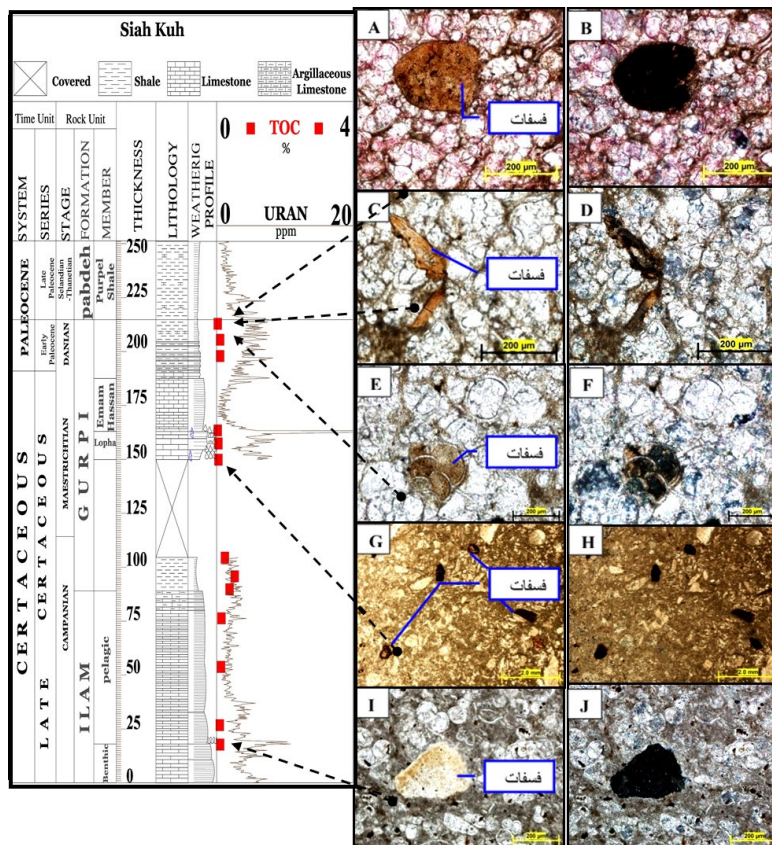 Siah Kuh
Covered
Shale
Limestone
Argillaceous
Limestone
Time Unit
Rock Unit
SYSTEM
SERIES
STAGE
FORMATION
MEMBER
THICKNESS
LITHOLOGY
WEATHERIG
PROFILE
0 TOC 4
%
0 URAN 20
ppm
PALEOCENE
Late
Paleocene
Selandian
-Thanetian
pabdeh
Purpel
Shale
Early
Paleocene
DANIAN
CERTACEOUS
LATE CERTACEOUS
MAESTRICHTIAN
CAMPANIAN
GURPI
Emam
Hassan
Lopha
ILAM
pelagic
Benthic
250
225
200
175
150
125
100
75
50
25
0
A
فسفات
200 µm
B
200 µm
C
فسفات
200 µm
D
200 µm
E
فسفات
200 µm
F
200 µm
G
فسفات
2.0 mm
H
2.0 mm
I
فسفات
200 µm
J
200 µm